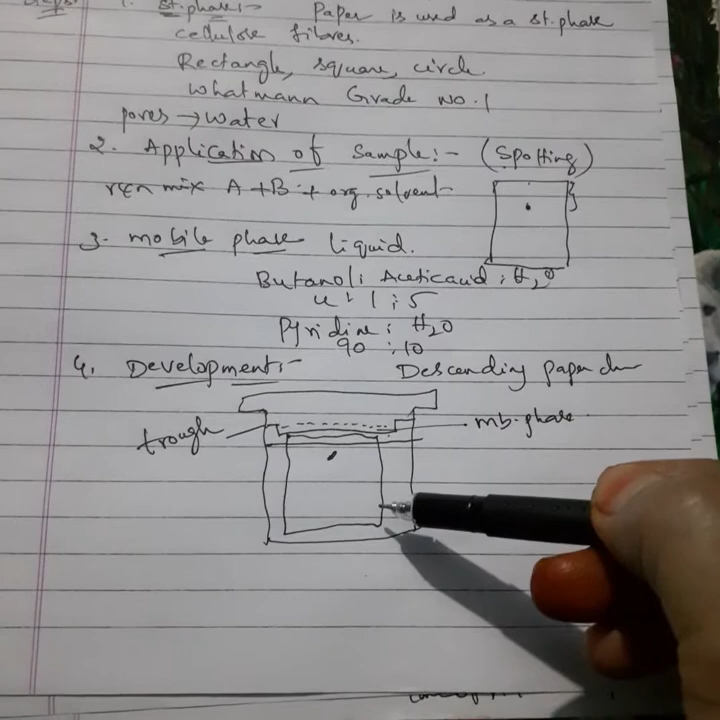 Steps:
1. St.phase:- Paper is used as a st.phase
cellulose fibres.
Rectangle, square, circle.
Whatmann Grade No.1
pores → water
2. Application of Sample:- (Spotting)
rxn mix A+B + org. solvent
3. mobile phase liquid.
Butanol: Aceticacid : H2O
4 : 1 : 5
Pyridine : H2O
90 : 10
4. Development:- Descending paper
trough mb.phase